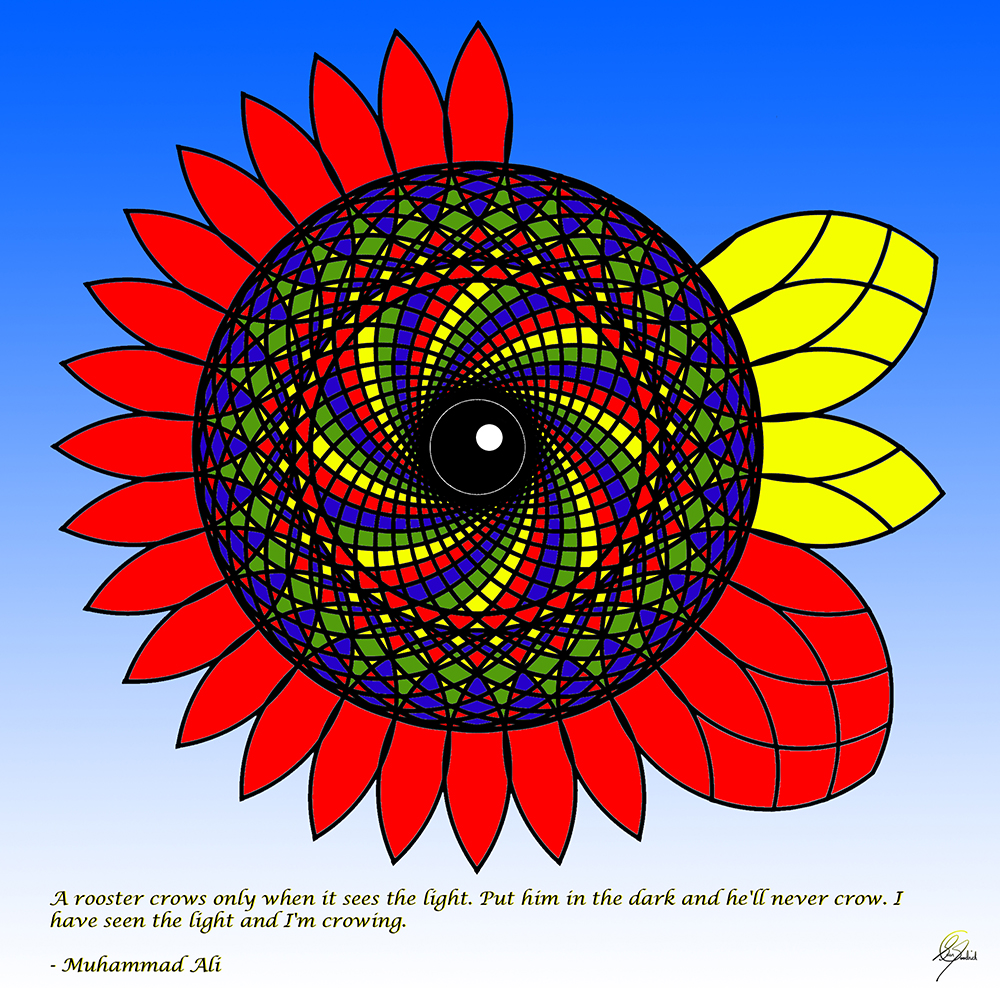 A rooster crows only when it sees the light. Put him in the dark and he'll never crow. I
have seen the light and I'm crowing.
- Muhammad Ali